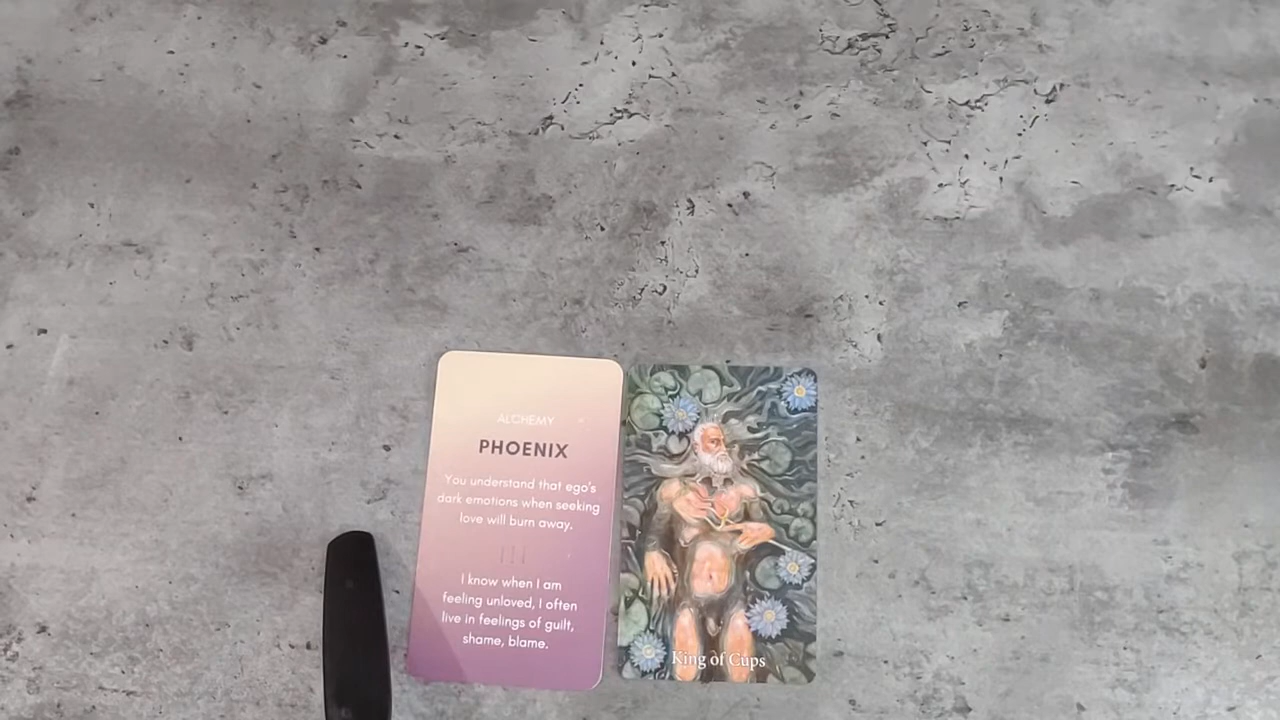 ALCHEMY
PHOENIX
You understand that ego's
dark emotions when seeking
love will burn away.
I know when I am
feeling unloved, I often
live in feelings of guilt,
shame, blame.
King of Cups